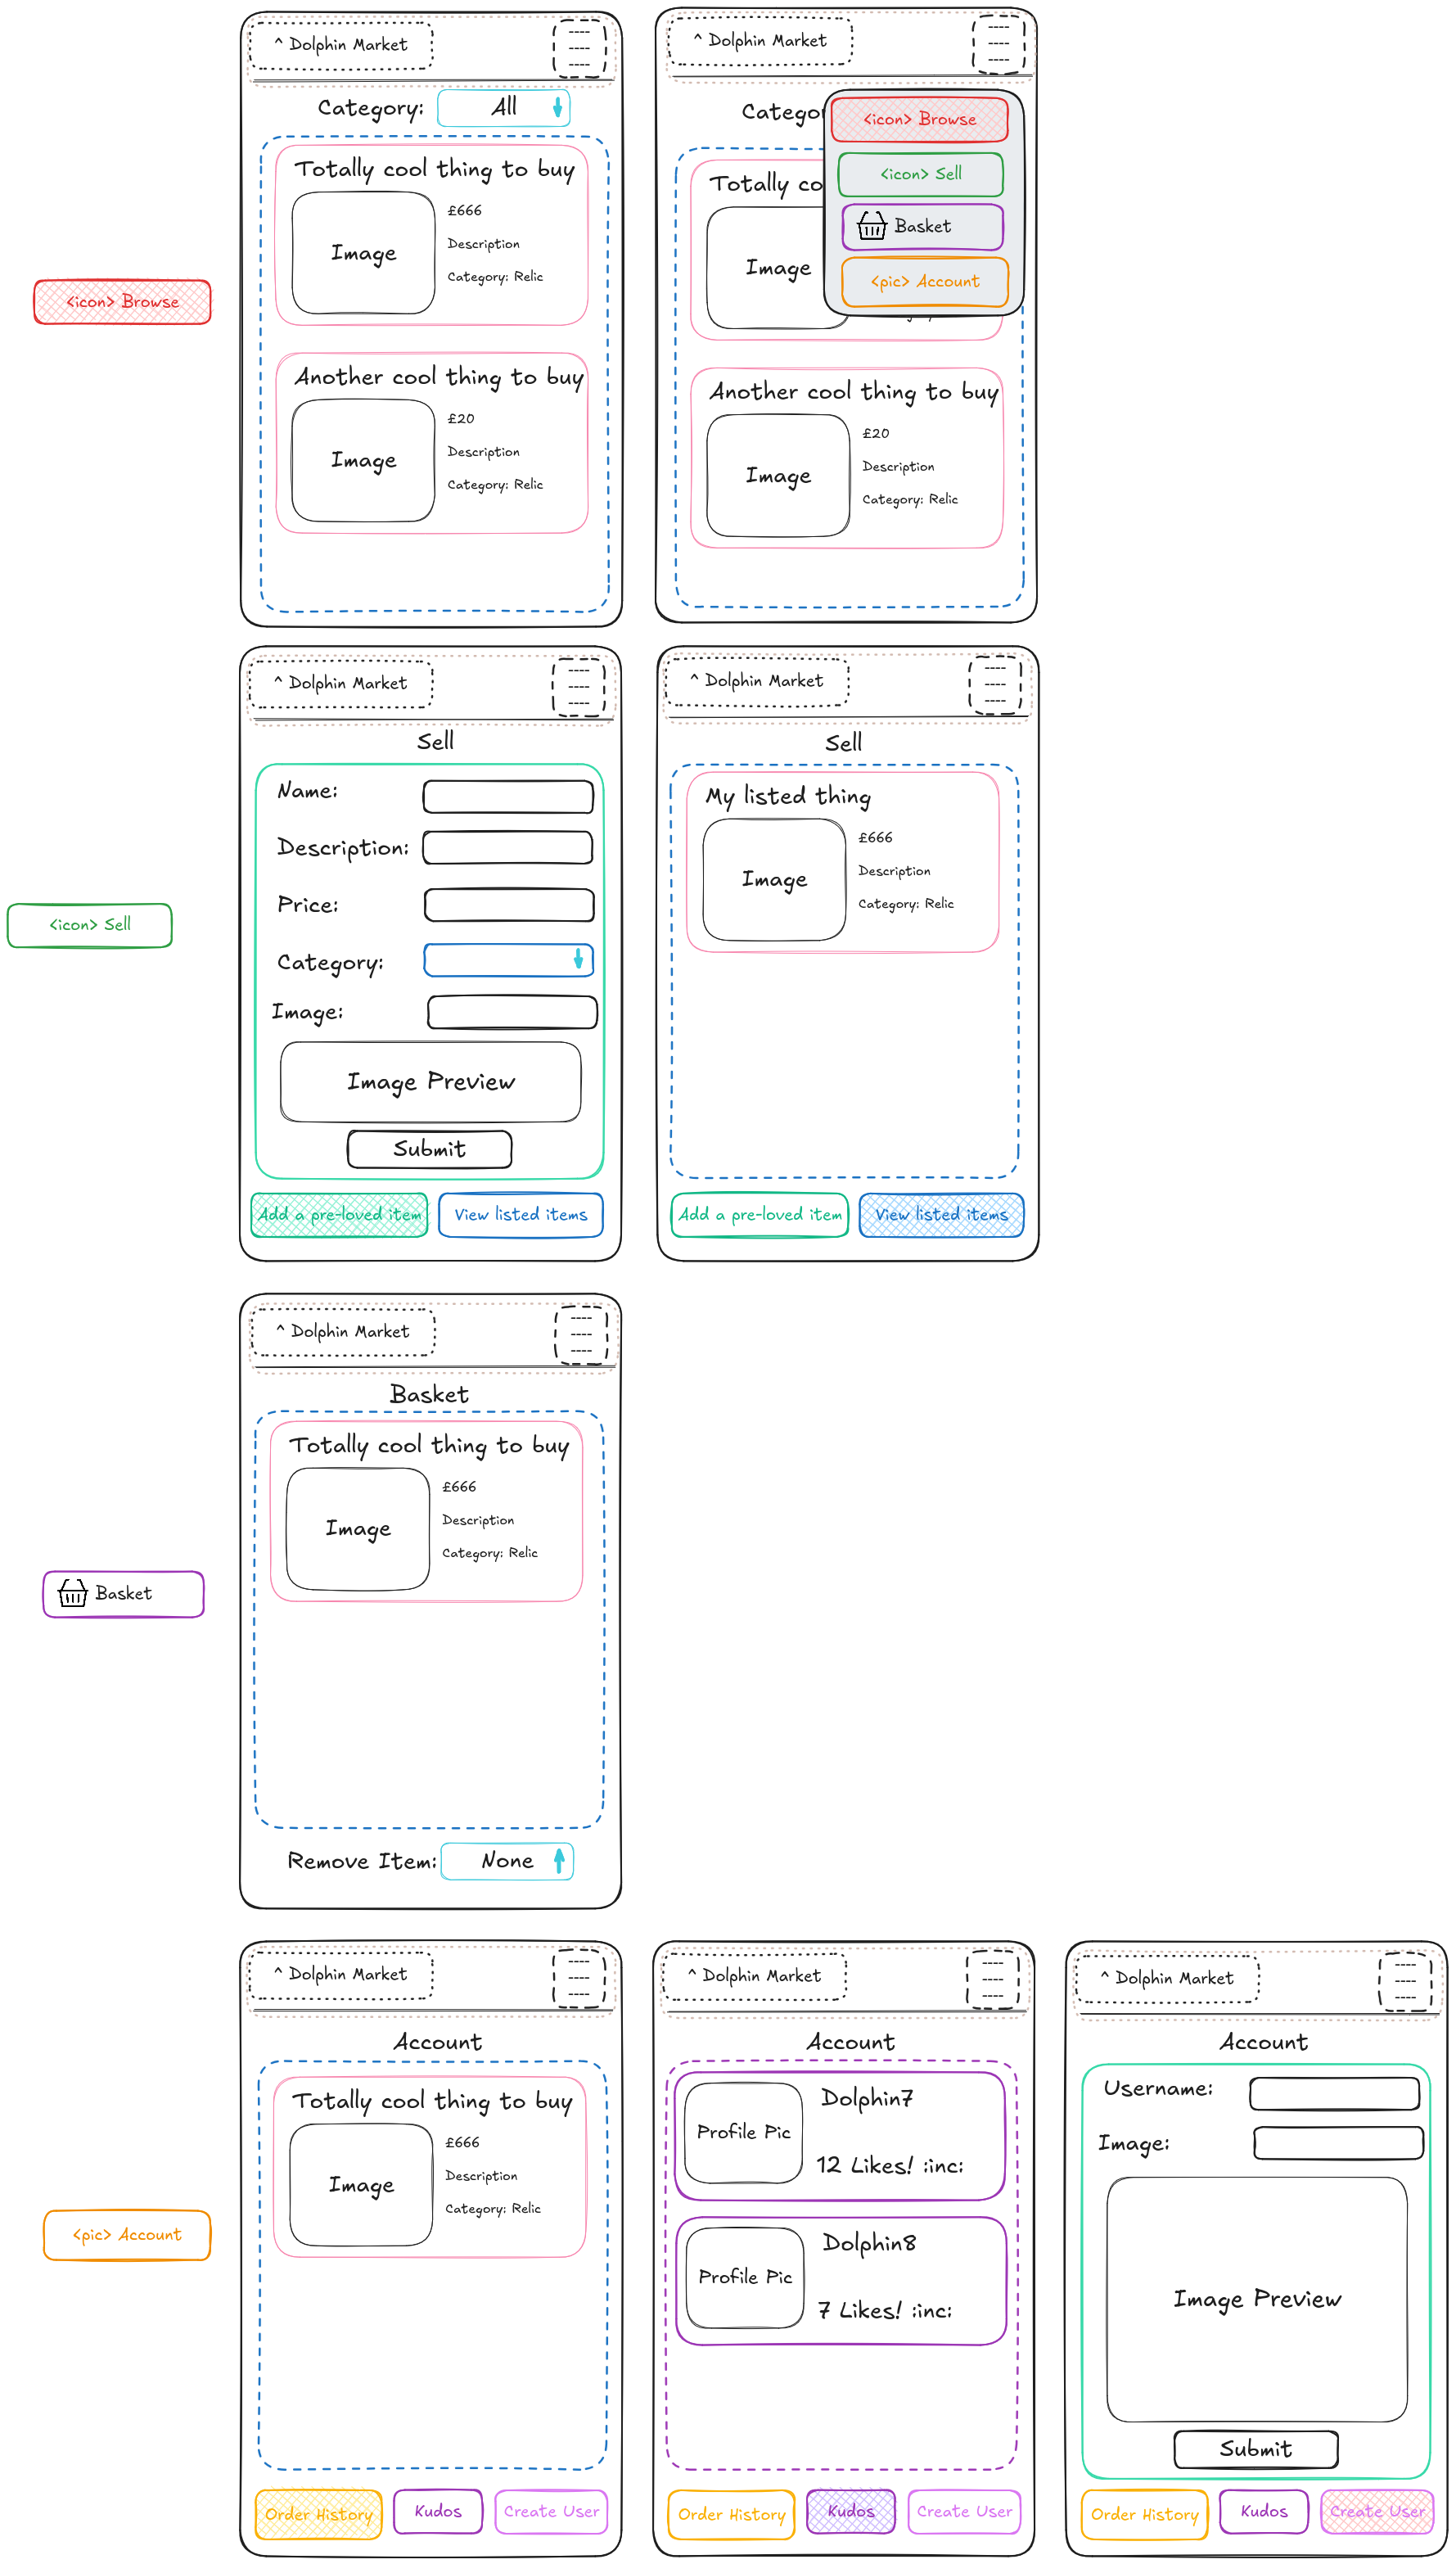 ^ Dolphin Market
----
----
----
Category:
All
Totally cool thing to buy
Image
£666
Description
Category: Relic
Another cool thing to buy
Image
£20
Description
Category: Relic
^ Dolphin Market
----
----
----
Catego
<icon> Browse
<icon> Sell
Basket
<pic> Account
Totally co
Image
Another cool thing to buy
Image
£20
Description
Category: Relic
<icon> Browse
^ Dolphin Market
----
----
----
Sell
Name:
Description:
Price:
Category:
Image:
Image Preview
Submit
Add a pre-loved item
View listed items
^ Dolphin Market
----
----
----
Sell
My listed thing
Image
£666
Description
Category: Relic
Add a pre-loved item
View listed items
<icon> Sell
^ Dolphin Market
----
----
----
Basket
Totally cool thing to buy
Image
£666
Description
Category: Relic
Remove Item:
None
Basket
^ Dolphin Market
----
----
----
Account
Totally cool thing to buy
Image
£666
Description
Category: Relic
Order History
Kudos
Create User
^ Dolphin Market
----
----
----
Account
Profile Pic
Dolphin7
12 Likes! :inc:
Profile Pic
Dolphin8
7 Likes! :inc:
Order History
Kudos
Create User
^ Dolphin Market
----
----
----
Account
Username:
Image:
Image Preview
Submit
Order History
Kudos
Create User
<pic> Account